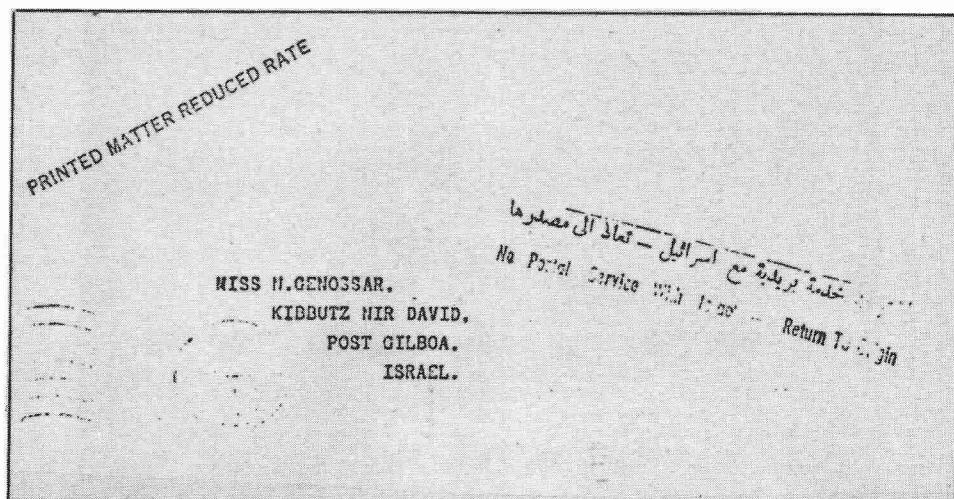 PRINTED MATTER REDUCED RATE
خدمة بريدية مع اسرائيل – تعاد الى مصدرها
No Postal Service With Israel – Return To Origin
MISS N.GENOSSAR.
KIBBUTZ NIR DAVID.
POST GILBOA.
ISRAEL.